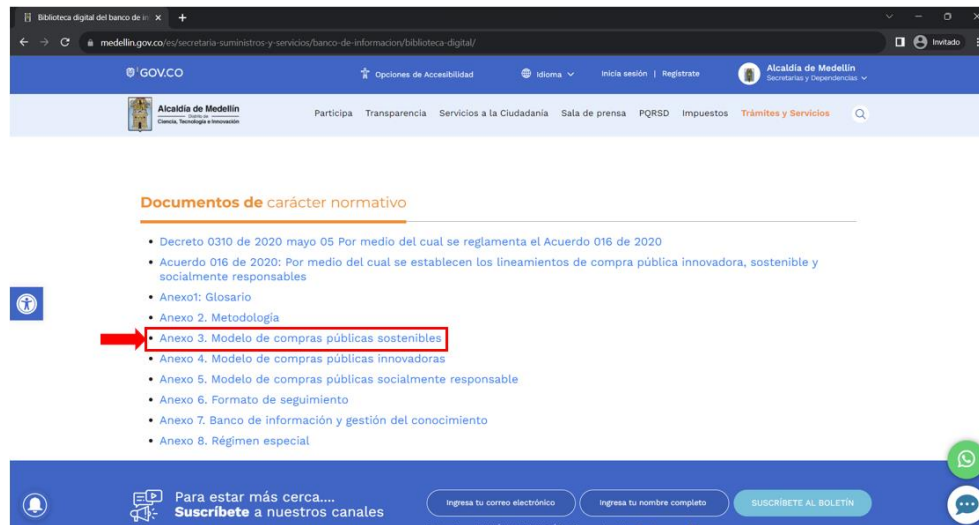 Biblioteca digital del banco de in
medellin.gov.co/es/secretaria-suministros-y-servicios/banco-de-informacion/biblioteca-digital/
Invitado
GOV.CO
Opciones de Accesibilidad
Idioma
Inicia sesión | Regístrate
Alcaldía de Medellín
Secretarías y Dependencias
Alcaldía de Medellín
Distrito de
Ciencia, Tecnología e Innovación
Participa Transparencia Servicios a la Ciudadanía Sala de prensa PQRSD Impuestos Trámites y Servicios
Documentos de carácter normativo
• Decreto 0310 de 2020 mayo 05 Por medio del cual se reglamenta el Acuerdo 016 de 2020
• Acuerdo 016 de 2020: Por medio del cual se establecen los lineamientos de compra pública innovadora, sostenible y
socialmente responsables
• Anexo1: Glosario
• Anexo 2. Metodología
• Anexo 3. Modelo de compras públicas sostenibles
• Anexo 4. Modelo de compras públicas innovadoras
• Anexo 5. Modelo de compras públicas socialmente responsable
• Anexo 6. Formato de seguimiento
• Anexo 7. Banco de información y gestión del conocimiento
• Anexo 8. Régimen especial
Para estar más cerca....
Suscríbete a nuestros canales
Ingresa tu correo electrónico
Ingresa tu nombre completo
SUSCRÍBETE AL BOLETÍN